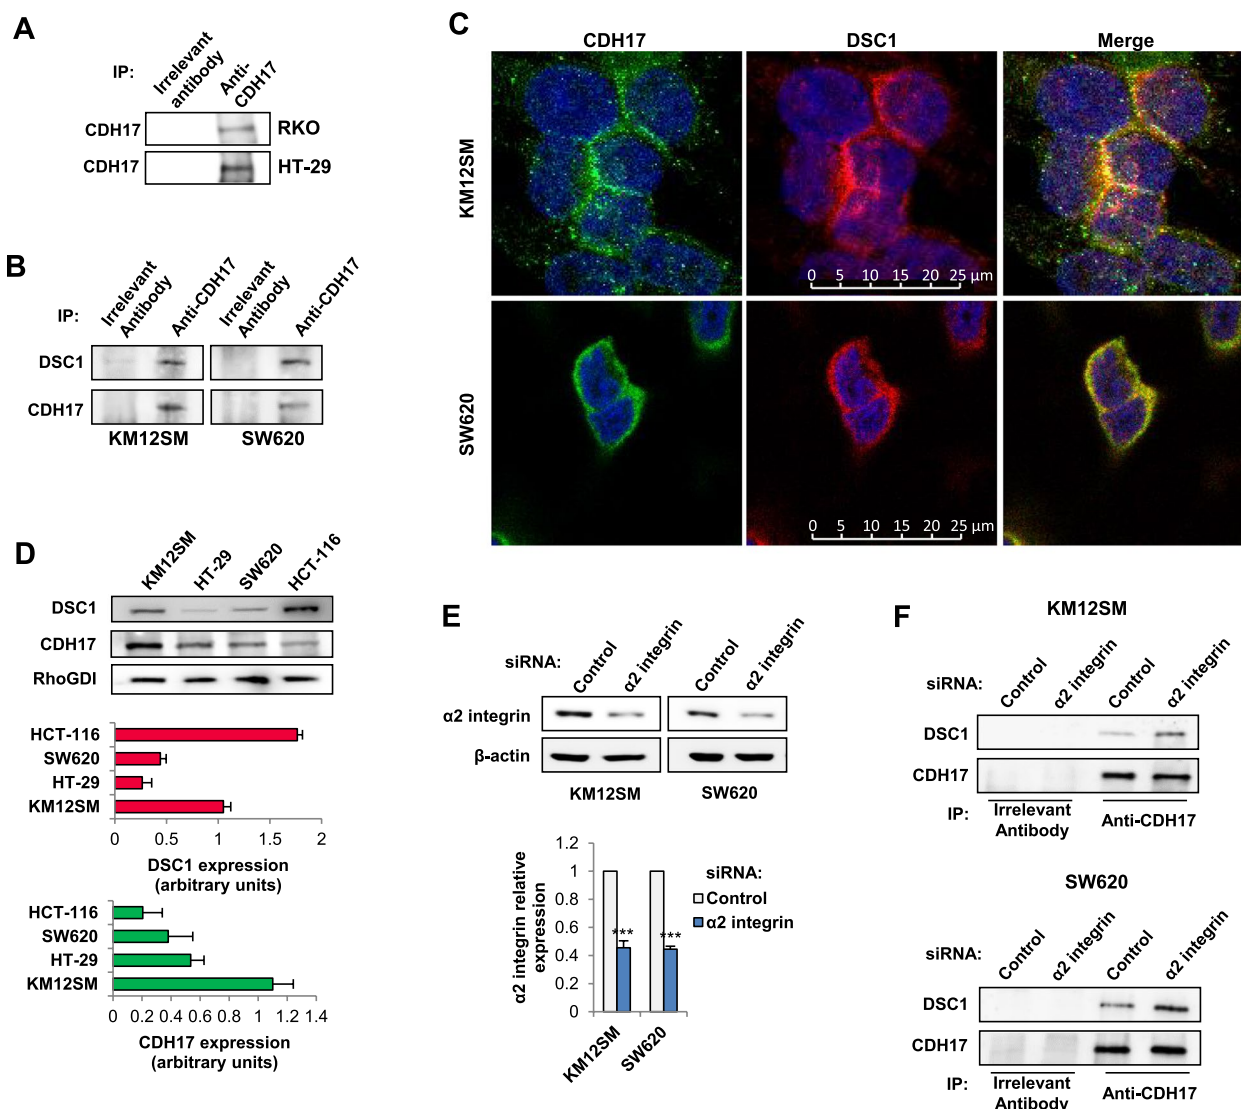 A
IP:
Irrelevant
antibody
Anti-
CDH17
CDH17
RKO
CDH17
HT-29
B
IP:
Irrelevant
Antibody
Anti-CDH17
Irrelevant
Antibody
Anti-CDH17
DSC1
CDH17
KM12SM
SW620
C
CDH17
DSC1
Merge
KM12SM
0 5 10 15 20 25 µm
SW620
0 5 10 15 20 25 µm
D
KM12SM
HT-29
SW620
HCT-116
DSC1
CDH17
RhoGDI
HCT-116
SW620
HT-29
KM12SM
0 0.5 1 1.5 2
DSC1 expression
(arbitrary units)
HCT-116
SW620
HT-29
KM12SM
0 0.2 0.4 0.6 0.8 1 1.2 1.4
CDH17 expression
(arbitrary units)
E
siRNA:
Control
α2 integrin
Control
α2 integrin
α2 integrin
β-actin
KM12SM
SW620
α2 integrin relative
expression
1.2
1
0.8
0.6
0.4
0.2
0
***
***
KM12SM
SW620
siRNA:
Control
α2 integrin
F
KM12SM
siRNA:
Control
α2 integrin
Control
α2 integrin
DSC1
CDH17
IP:
Irrelevant
Antibody
Anti-CDH17
SW620
siRNA:
Control
α2 integrin
Control
α2 integrin
DSC1
CDH17
IP:
Irrelevant
Antibody
Anti-CDH17